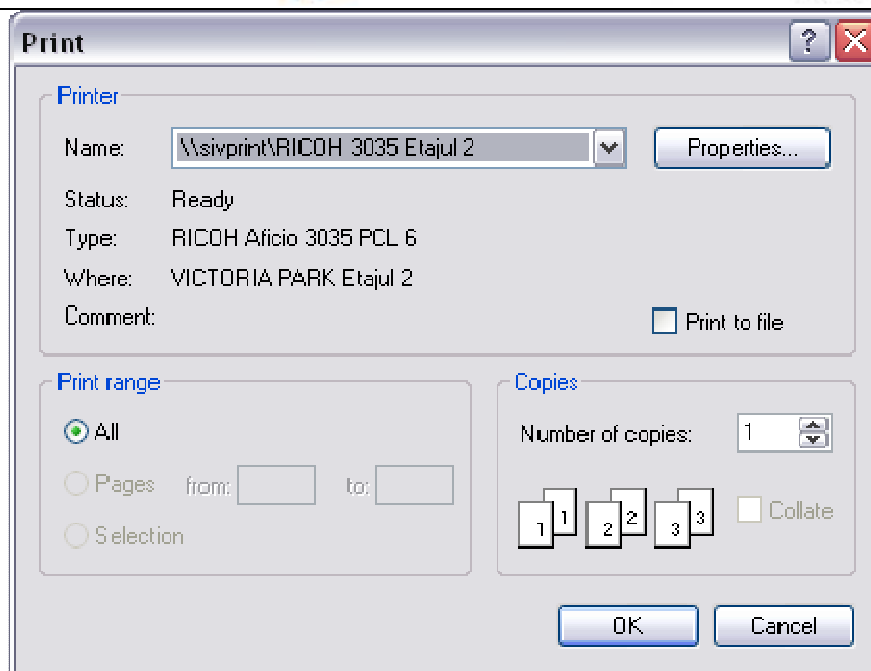 Print
Printer
Name: \\sivprint\RICOH 3035 Etajul 2 Properties...
Status: Ready
Type: RICOH Aficio 3035 PCL 6
Where: VICTORIA PARK Etajul 2
Comment: Print to file
Print range
All
Pages from: to:
Selection
Copies
Number of copies: 1
1 1 2 2 3 3 Collate
OK Cancel